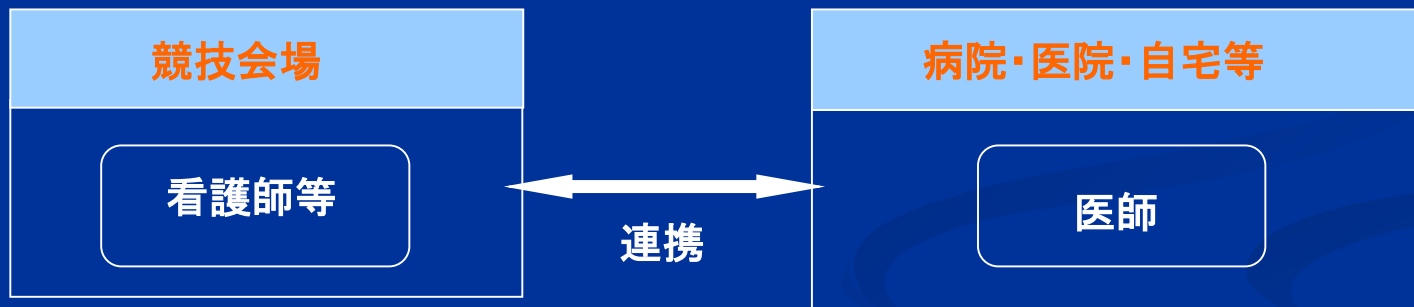 競技会場
病院・医院・自宅等
看護師等
医師
連携